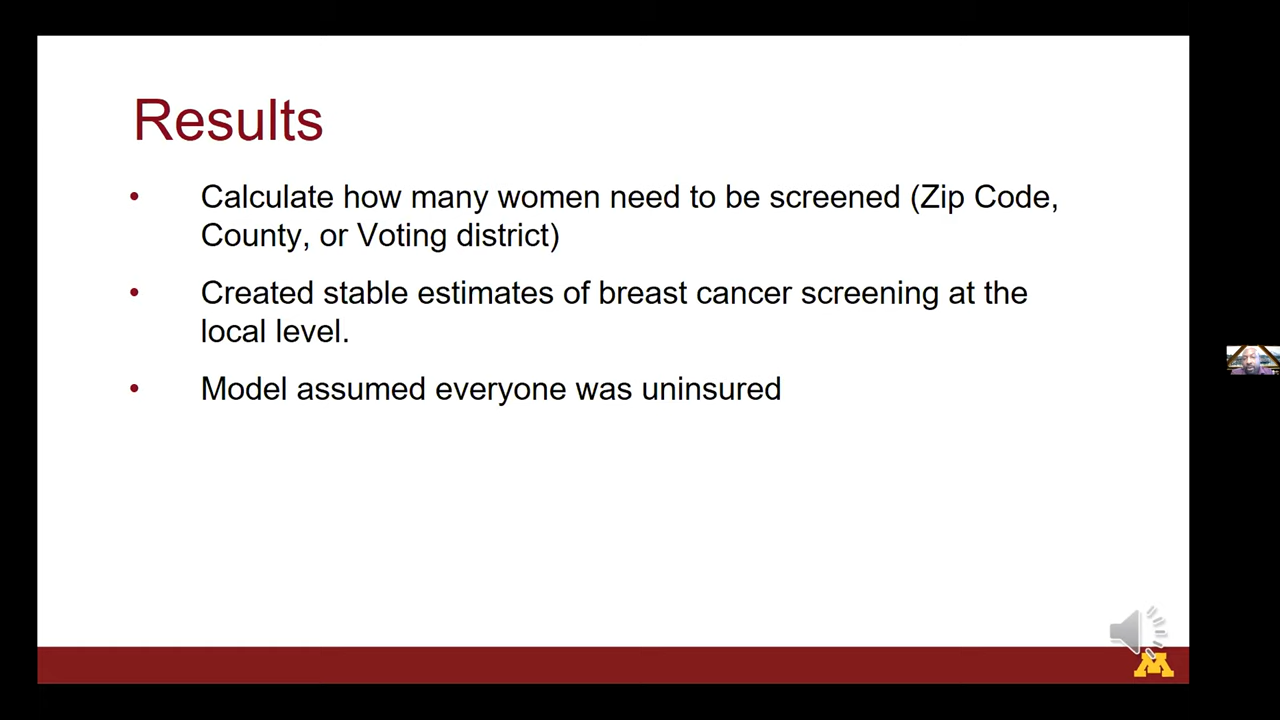 Results
• Calculate how many women need to be screened (Zip Code,
County, or Voting district)
• Created stable estimates of breast cancer screening at the
local level.
• Model assumed everyone was uninsured
M